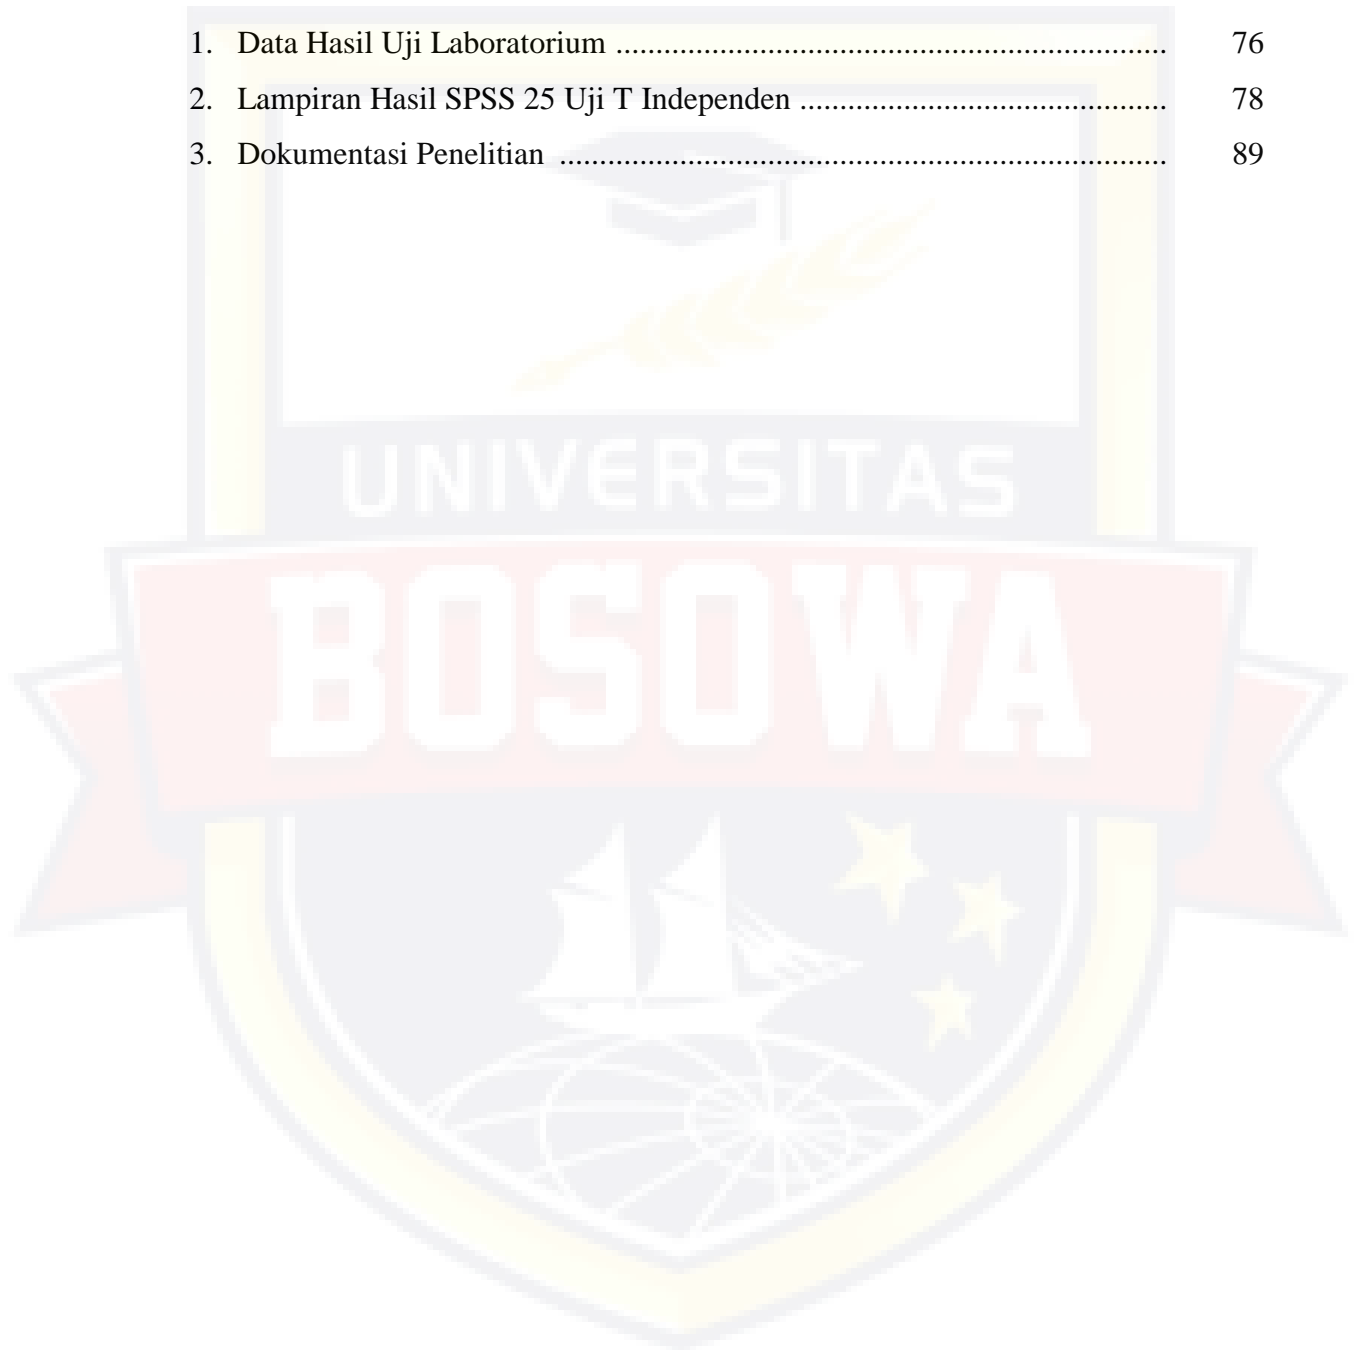 1. Data Hasil Uji Laboratorium ..................................................................... 76
2. Lampiran Hasil SPSS 25 Uji T Independen .............................................. 78
3. Dokumentasi Penelitian ............................................................................ 89
UNIVERSITAS
BOSOWA